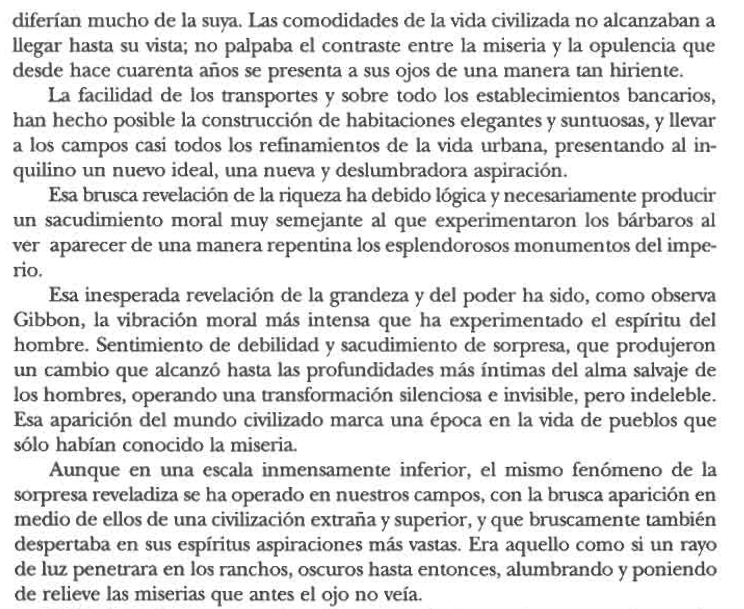 diferían mucho de la suya. Las comodidades de la vida civilizada no alcanzaban a
llegar hasta su vista; no palpaba el contraste entre la miseria y la opulencia que
desde hace cuarenta años se presenta a sus ojos de una manera tan hiriente.
La facilidad de los transportes y sobre todo los establecimientos bancarios,
han hecho posible la construcción de habitaciones elegantes y suntuosas, y llevar
a los campos casi todos los refinamientos de la vida urbana, presentando al in-
quilino un nuevo ideal, una nueva y deslumbradora aspiración.
Esa brusca revelación de la riqueza ha debido lógica y necesariamente producir
un sacudimiento moral muy semejante al que experimentaron los bárbaros al
ver aparecer de una manera repentina los esplendorosos monumentos del impe-
rio.
Esa inesperada revelación de la grandeza y del poder ha sido, como observa
Gibbon, la vibración moral más intensa que ha experimentado el espíritu del
hombre. Sentimiento de debilidad y sacudimiento de sorpresa, que produjeron
un cambio que alcanzó hasta las profundidades más íntimas del alma salvaje de
los hombres, operando una transformación silenciosa e invisible, pero indeleble.
Esa aparición del mundo civilizado marca una época en la vida de pueblos que
sólo habían conocido la miseria.
Aunque en una escala inmensamente inferior, el mismo fenómeno de la
sorpresa reveladiza se ha operado en nuestros campos, con la brusca aparición en
medio de ellos de una civilización extraña y superior, y que bruscamente también
despertaba en sus espíritus aspiraciones más vastas. Era aquello como si un rayo
de luz penetrara en los ranchos, oscuros hasta entonces, alumbrando y poniendo
de relieve las miserias que antes el ojo no veía.